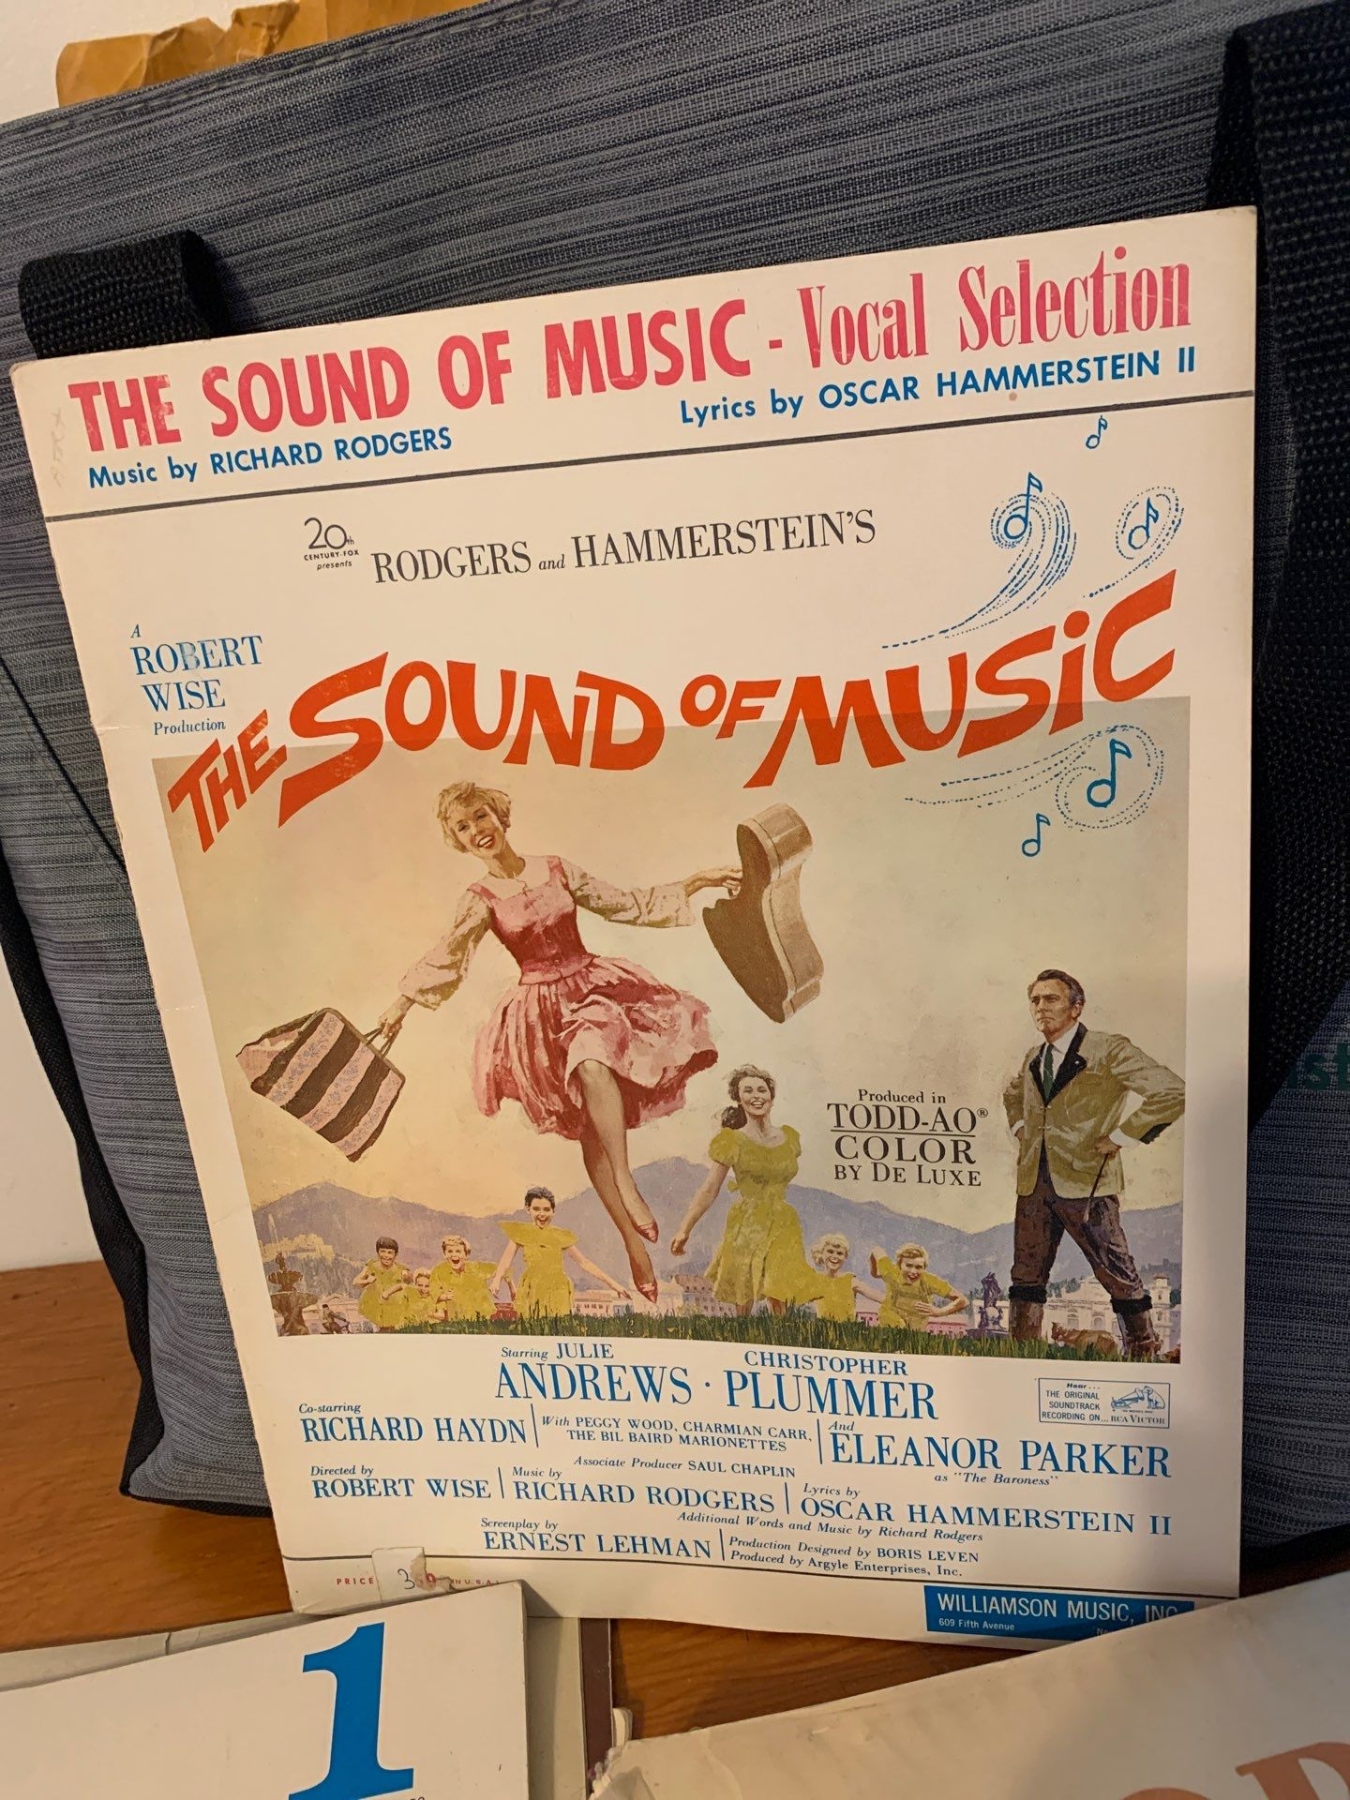 THE SOUND OF MUSIC - Vocal Selection
Music by RICHARD RODGERS
Lyrics by OSCAR HAMMERSTEIN II
20th
CENTURY-FOX
presents
RODGERS and HAMMERSTEIN'S
A
ROBERT
WISE
Production
THE SOUND OF MUSiC
Produced in
TODD-AO®
COLOR
BY DE LUXE
Starring JULIE
ANDREWS ·
CHRISTOPHER
PLUMMER
Hear...
THE ORIGINAL
SOUNDTRACK
RECORDING ON... RCA VICTOR
Co-starring
RICHARD HAYDN
With PEGGY WOOD, CHARMIAN CARR,
THE BIL BAIRD MARIONETTES
And
ELEANOR PARKER
as "The Baroness"
Associate Producer SAUL CHAPLIN
Directed by
ROBERT WISE
Music by
RICHARD RODGERS
Lyrics by
OSCAR HAMMERSTEIN II
Additional Words and Music by Richard Rodgers
Screenplay by
ERNEST LEHMAN
Production Designed by BORIS LEVEN
Produced by Argyle Enterprises, Inc.
PRICE
WILLIAMSON MUSIC, INC.
609 Fifth Avenue
1